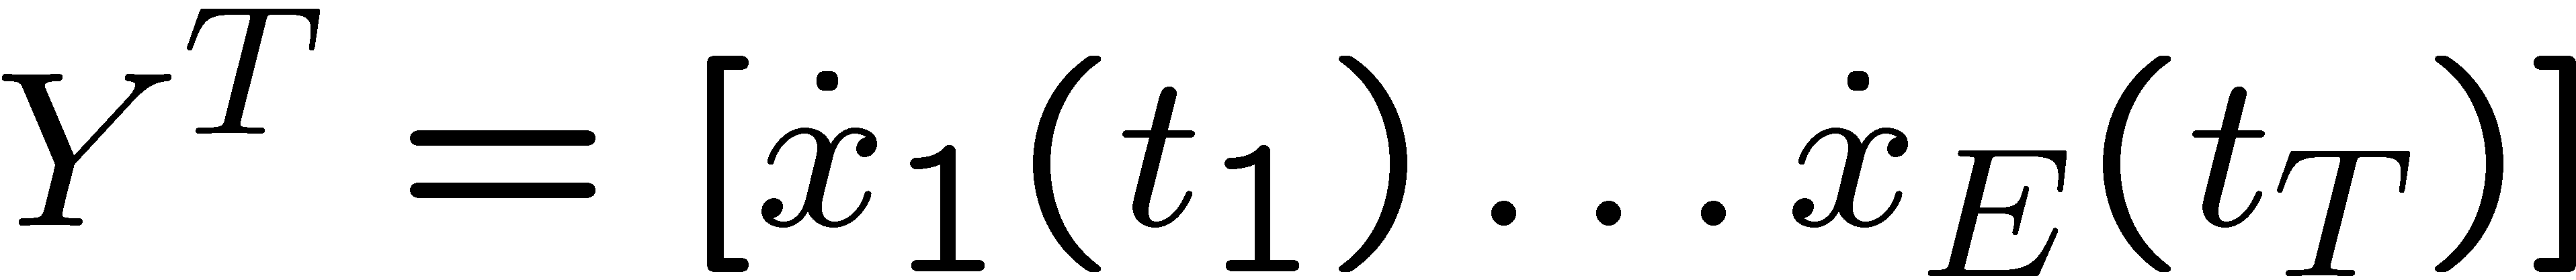 Y^T = [ẋ_1(t_1) . . . ẋ_E(t_T)]